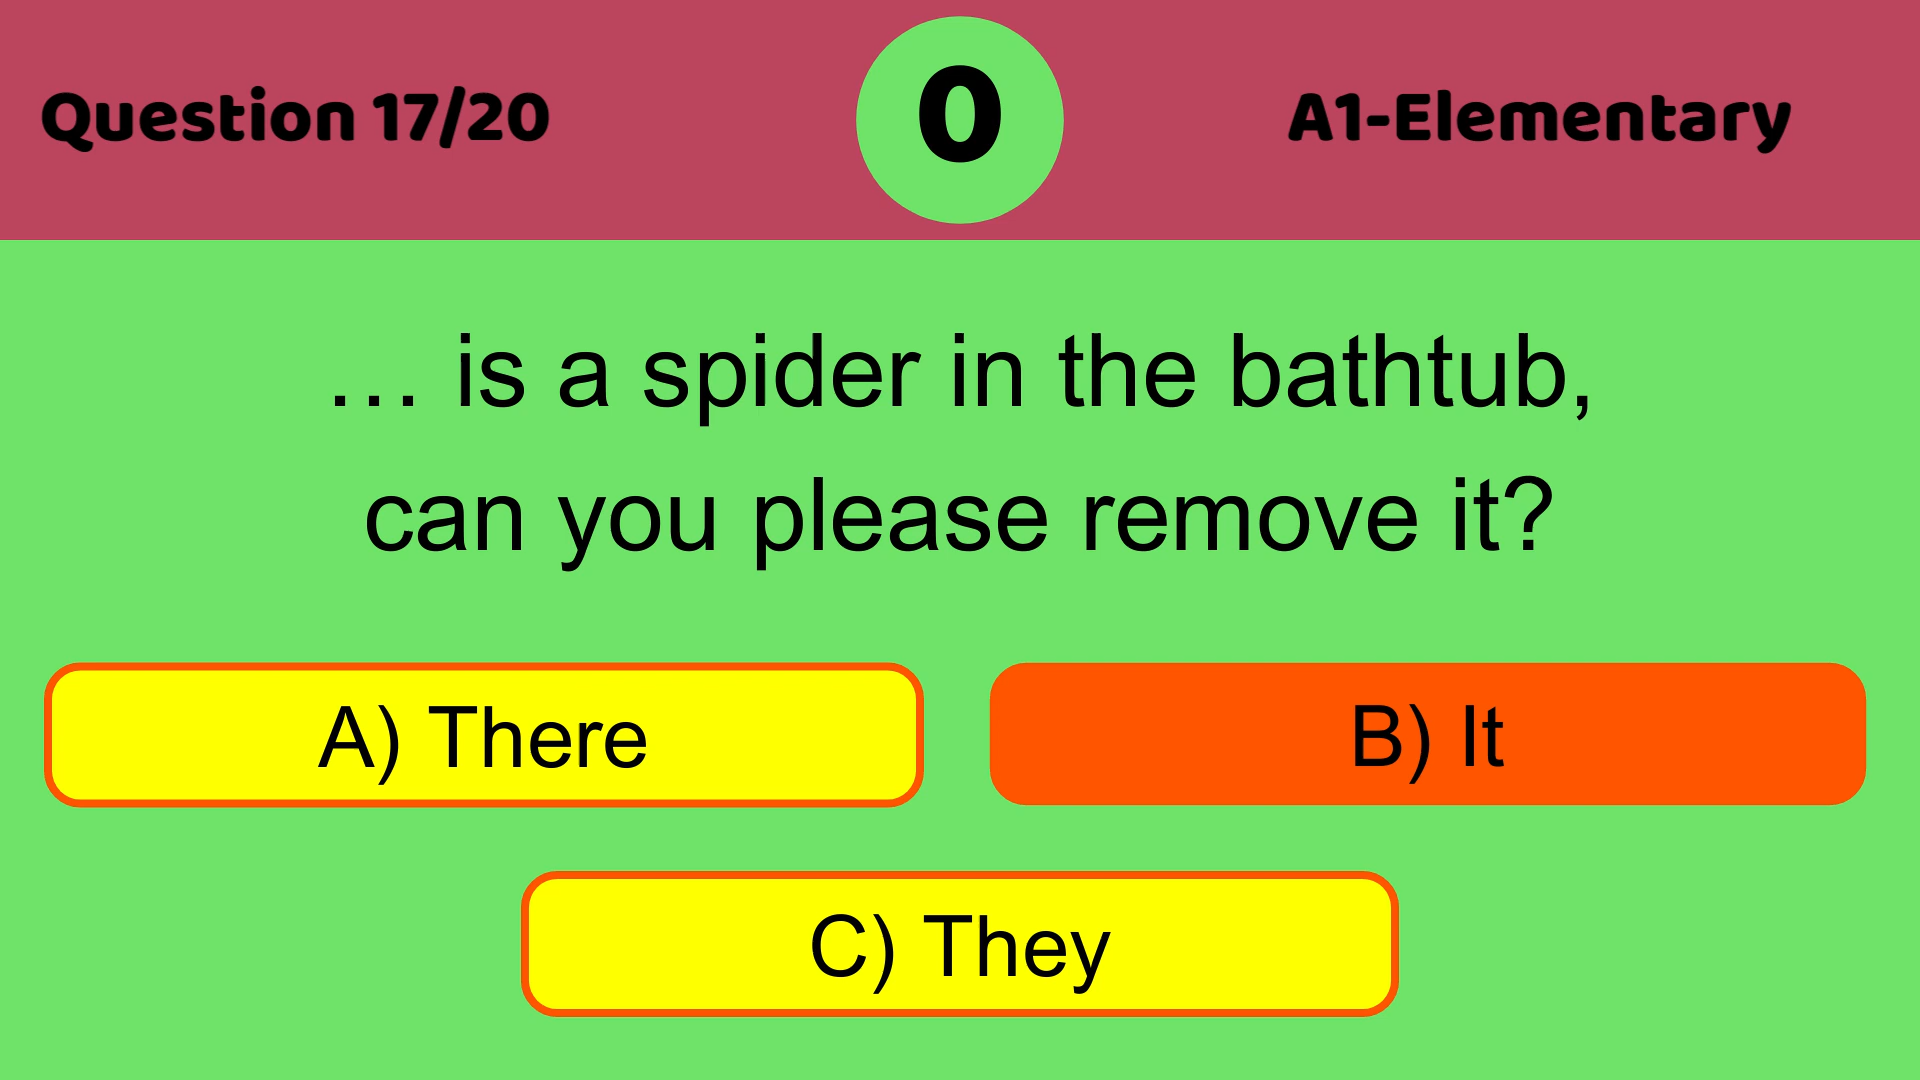 Question 17/20
0
A1-Elementary
… is a spider in the bathtub,
can you please remove it?
A) There
B) It
C) They